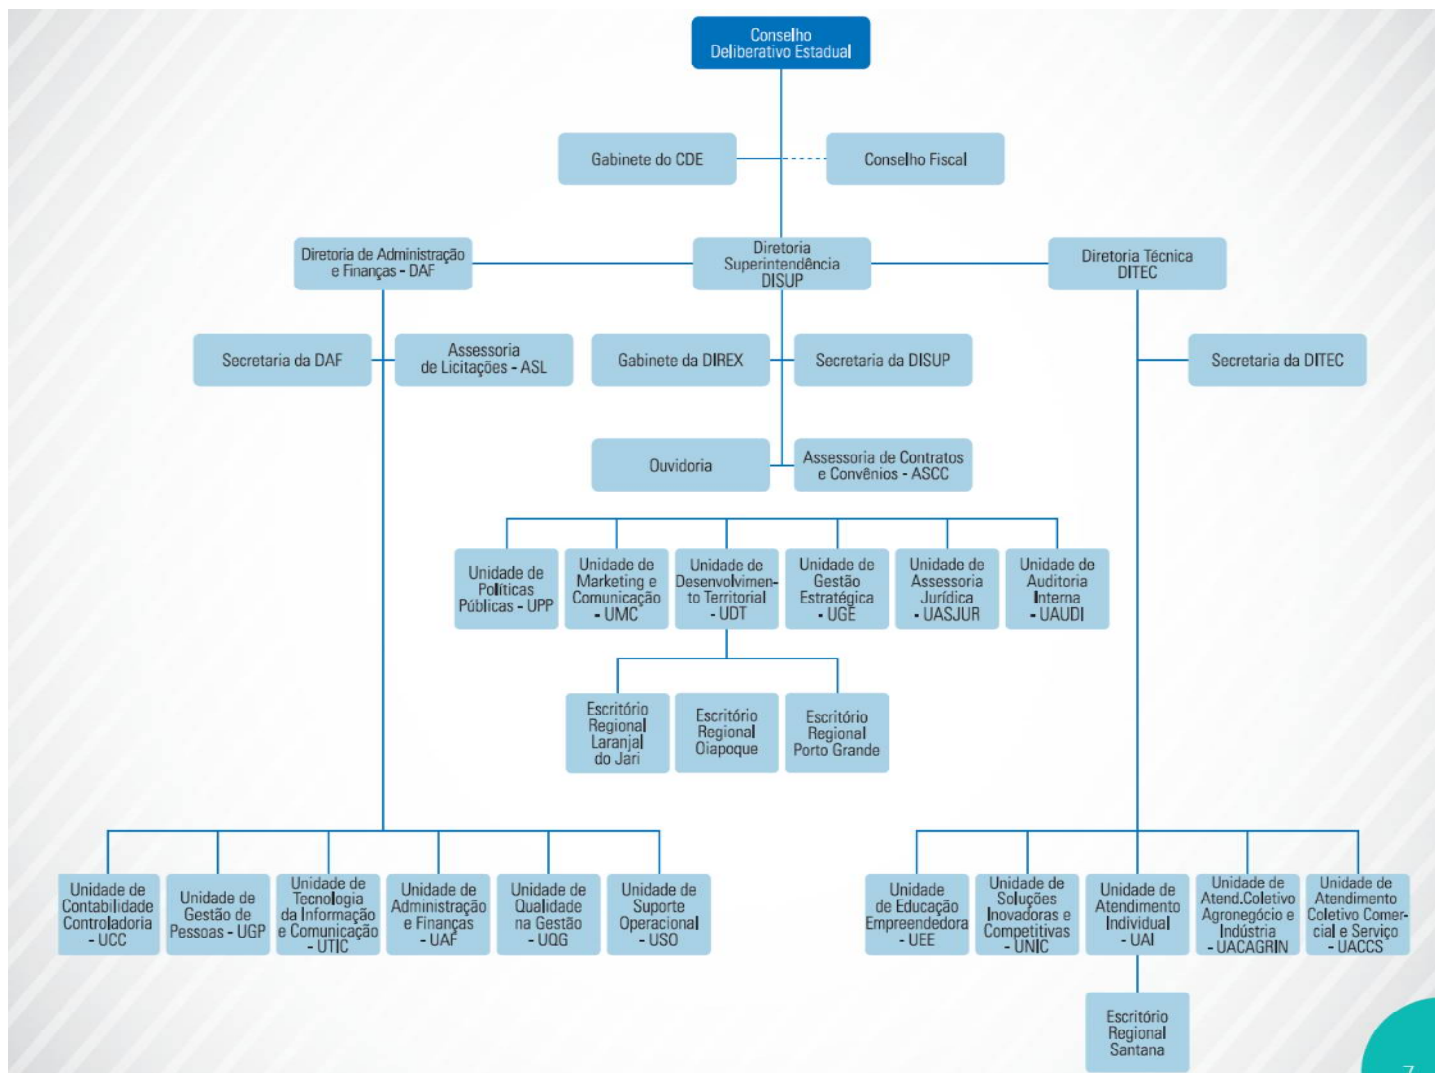 Conselho
Deliberativo Estadual
Gabinete do CDE
Conselho Fiscal
Diretoria de Administração
e Finanças - DAF
Diretoria
Superintendência
DISUP
Diretoria Técnica
DITEC
Secretaria da DAF
Assessoria
de Licitações - ASL
Gabinete da DIREX
Secretaria da DISUP
Secretaria da DITEC
Ouvidoria
Assessoria de Contratos
e Convênios - ASCC
Unidade de
Políticas
Públicas - UPP
Unidade de
Marketing e
Comunicação
- UMC
Unidade de
Desenvolvimen-
to Territorial
- UDT
Unidade de
Gestão
Estratégica
- UGE
Unidade de
Assessoria
Jurídica
- UASJUR
Unidade de
Auditoria
Interna
- UAUDI
Escritório
Regional
Laranjal
do Jari
Escritório
Regional
Oiapoque
Escritório
Regional
Porto Grande
Unidade de
Contabilidade
Controladoria
- UCC
Unidade de
Gestão de
Pessoas - UGP
Unidade de
Tecnologia
da Informação
e Comunicação
- UTIC
Unidade de
Administração
e Finanças
- UAF
Unidade de
Qualidade
na Gestão
- UQG
Unidade de
Suporte
Operacional
- USO
Unidade
de Educação
Empreendedora
- UEE
Unidade de
Soluções
Inovadoras e
Competitivas
- UNIC
Unidade de
Atendimento
Individual
- UAI
Unidade de
Atend.Coletivo
Agronegócio e
Indústria
- UACAGRIN
Unidade de
Atendimento
Coletivo Comer-
cial e Serviço
- UACCS
Escritório
Regional
Santana
7